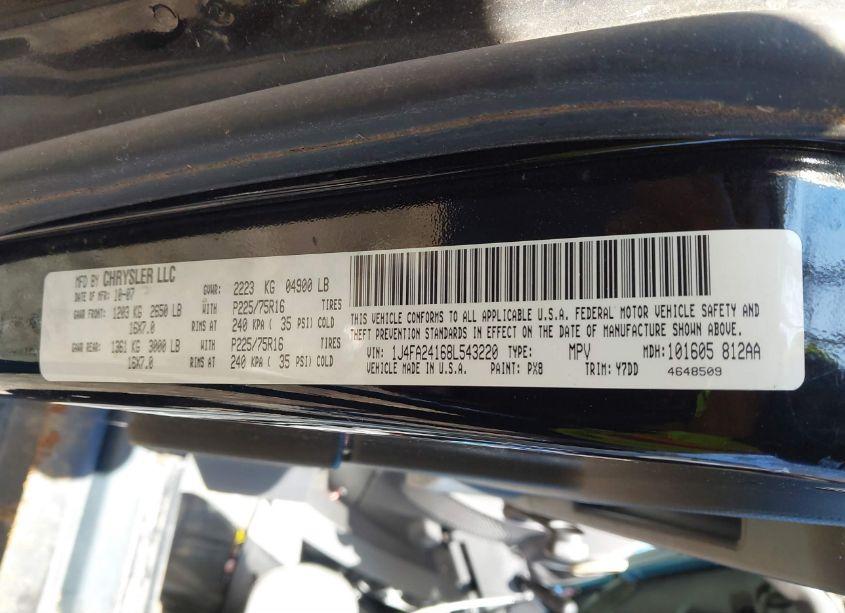 MFD BY CHRYSLER LLC
DATE OF MFR: 10-07
GVWR: 2223 KG 04900 LB
GAWR FRONT: 1203 KG 2650 LB WITH P225/75R16 TIRES
16X7.0 RIMS AT 240 KPA ( 35 PSI) COLD
GAWR REAR: 1361 KG 3000 LB WITH P225/75R16 TIRES
16X7.0 RIMS AT 240 KPA ( 35 PSI) COLD
THIS VEHICLE CONFORMS TO ALL APPLICABLE U.S.A. FEDERAL MOTOR VEHICLE SAFETY AND
THEFT PREVENTION STANDARDS IN EFFECT ON THE DATE OF MANUFACTURE SHOWN ABOVE.
VIN: 1J4FA24168L543220 TYPE: MPV MDH: 101605 812AA
VEHICLE MADE IN U.S.A. PAINT: PX8 TRIM: Y7DD 4648509